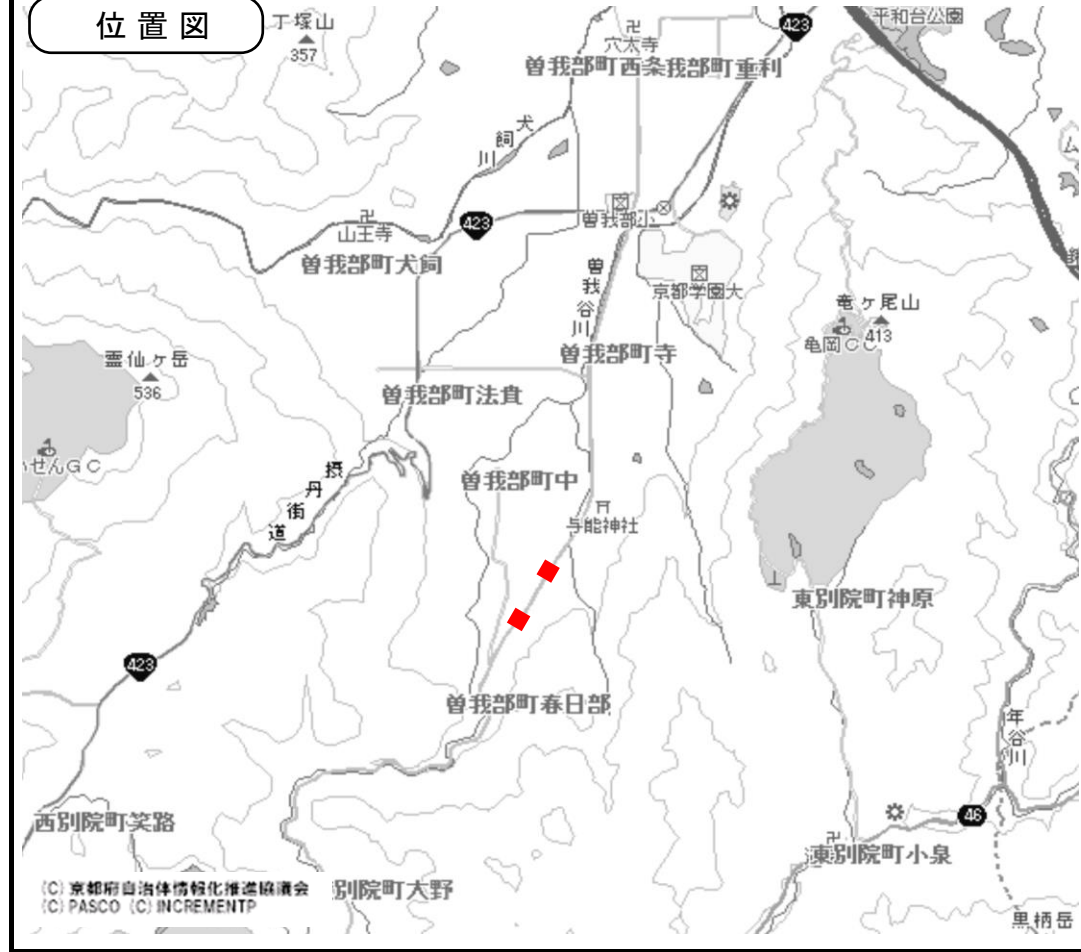 位置図
丁塚山
357
卍
穴太寺
423
平和台公園
曽我部町西条
我部町重利
犬飼川
卍
山王寺
423
曽我部小
曽我部町犬飼
曽我谷川
京都学園大
竜ヶ尾山
413
亀岡GC
霊仙ヶ岳
536
曽我部町寺
曽我部町法貴
いせんGC
摂丹街道
曽我部町中
与能神社
東別院町神原
423
曽我部町春日部
年谷川
西別院町笑路
46
卍
東別院町小泉
別院町大野
(C) 京都府自治体情報化推進協議会
(C) PASCO (C) INCREMENTP
黒柄岳